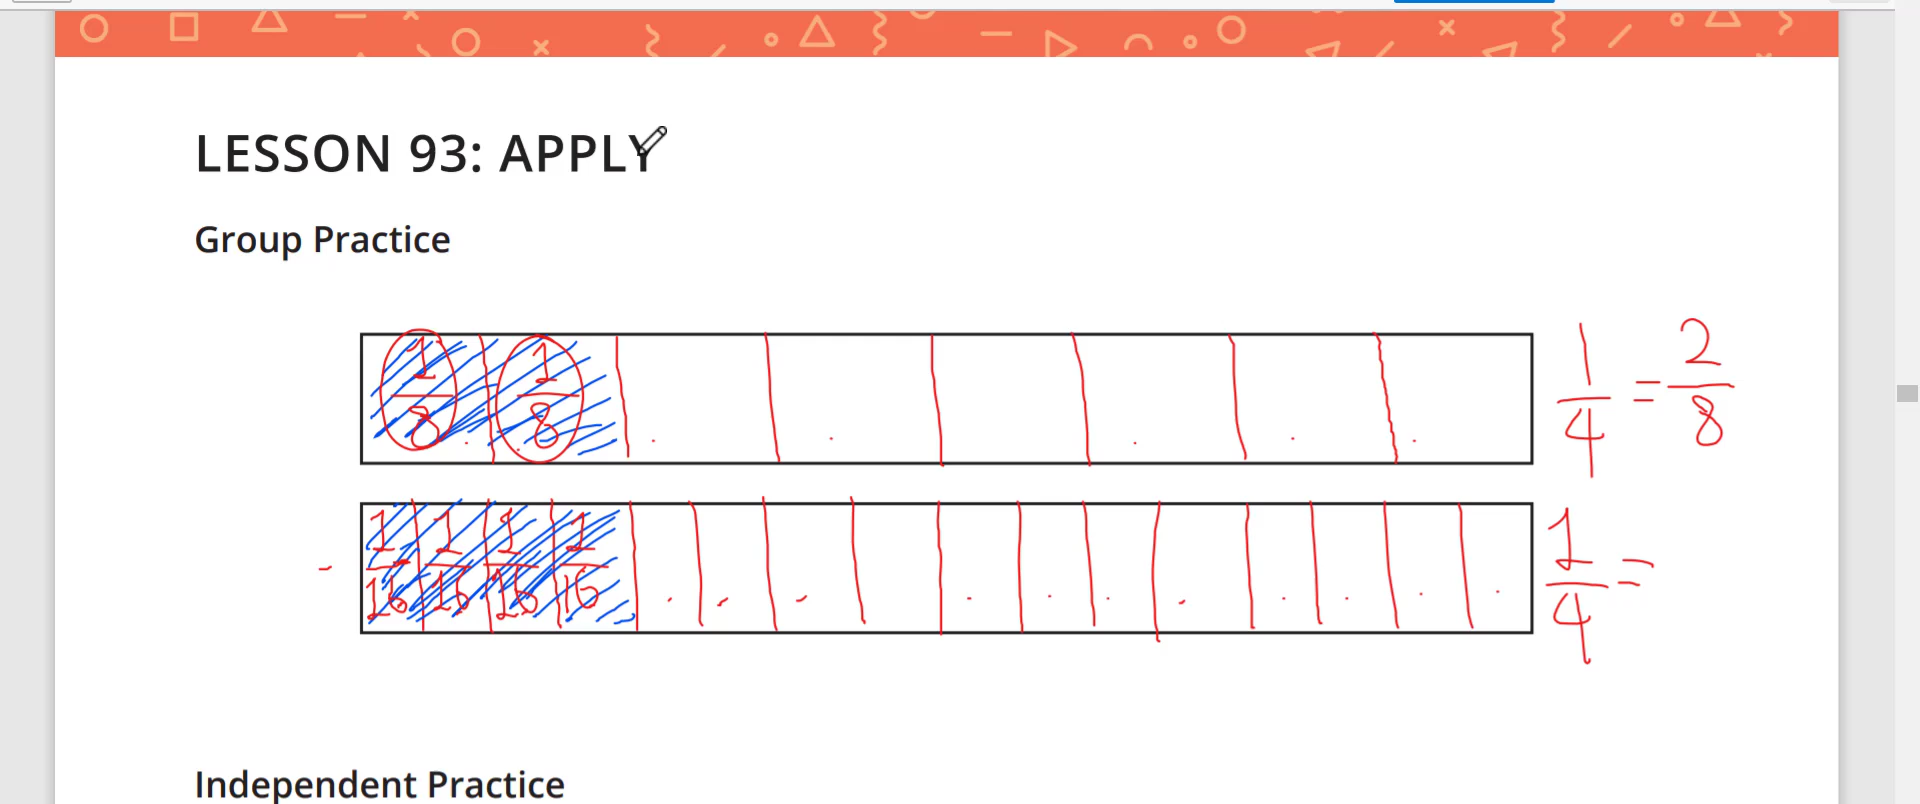 LESSON 93: APPLY
Group Practice
1/8 1/8
1/4 = 2/8
1/16 1/16 1/16 1/16
1/4 =
Independent Practice